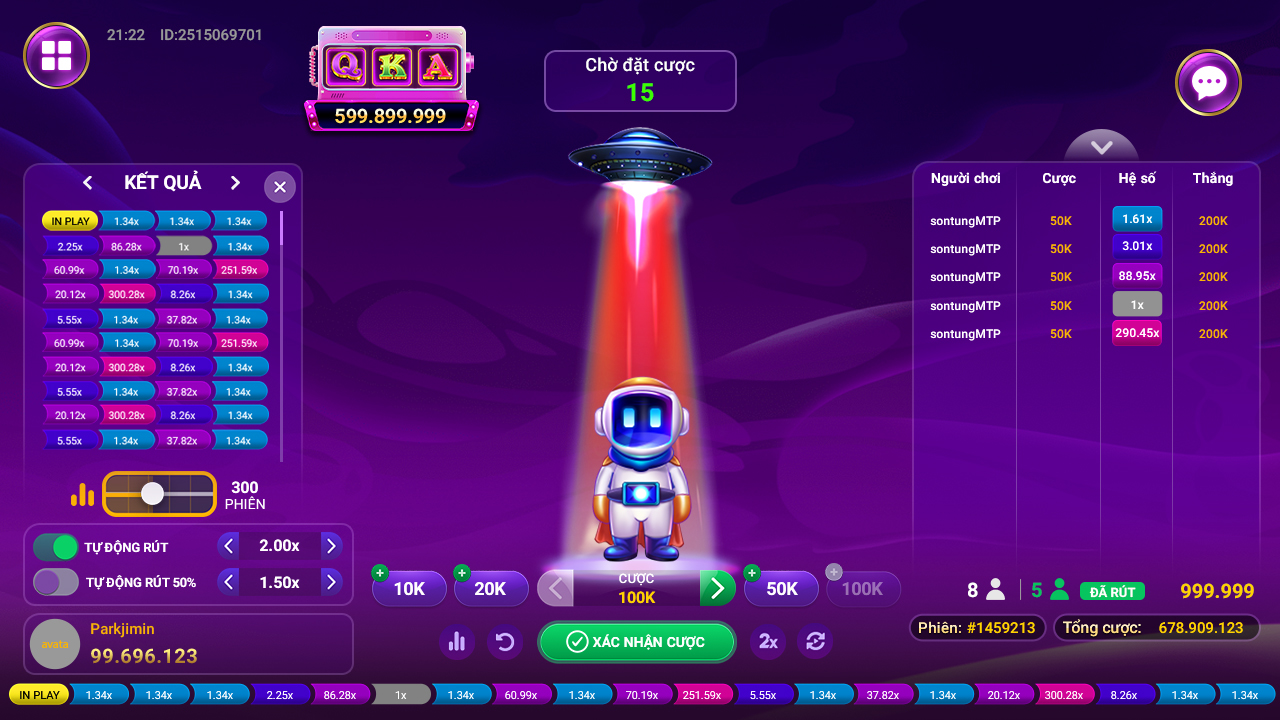 21:22 ID:2515069701
Q K A
599.899.999
Chờ đặt cược
15
KẾT QUẢ
IN PLAY 1.34x 1.34x 1.34x
2.25x 86.28x 1x 1.34x
60.99x 1.34x 70.19x 251.59x
20.12x 300.28x 8.26x 1.34x
5.55x 1.34x 37.82x 1.34x
60.99x 1.34x 70.19x 251.59x
20.12x 300.28x 8.26x 1.34x
5.55x 1.34x 37.82x 1.34x
20.12x 300.28x 8.26x 1.34x
5.55x 1.34x 37.82x 1.34x
300
PHIÊN
TỰ ĐỘNG RÚT 2.00x
TỰ ĐỘNG RÚT 50% 1.50x
avata
Parkjimin
99.696.123
Người chơi Cược Hệ số Thắng
sontungMTP 50K 1.61x 200K
sontungMTP 50K 3.01x 200K
sontungMTP 50K 88.95x 200K
sontungMTP 50K 1x 200K
sontungMTP 50K 290.45x 200K
10K 20K
CƯỢC
100K
50K 100K
XÁC NHẬN CƯỢC
2x
8 5 ĐÃ RÚT 999.999
Phiên: #1459213 Tổng cược: 678.909.123
IN PLAY 1.34x 1.34x 1.34x 2.25x 86.28x 1x 1.34x 60.99x 1.34x 70.19x 251.59x 5.55x 1.34x 37.82x 1.34x 20.12x 300.28x 8.26x 1.34x 1.34x